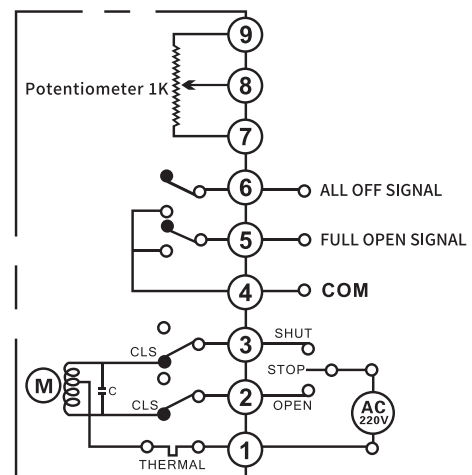 9
Potentiometer 1K
8
7
6
ALL OFF SIGNAL
5
FULL OPEN SIGNAL
4
COM
3
SHUT
CLS
STOP
M
C
CLS
2
OPEN
AC
220V
1
THERMAL